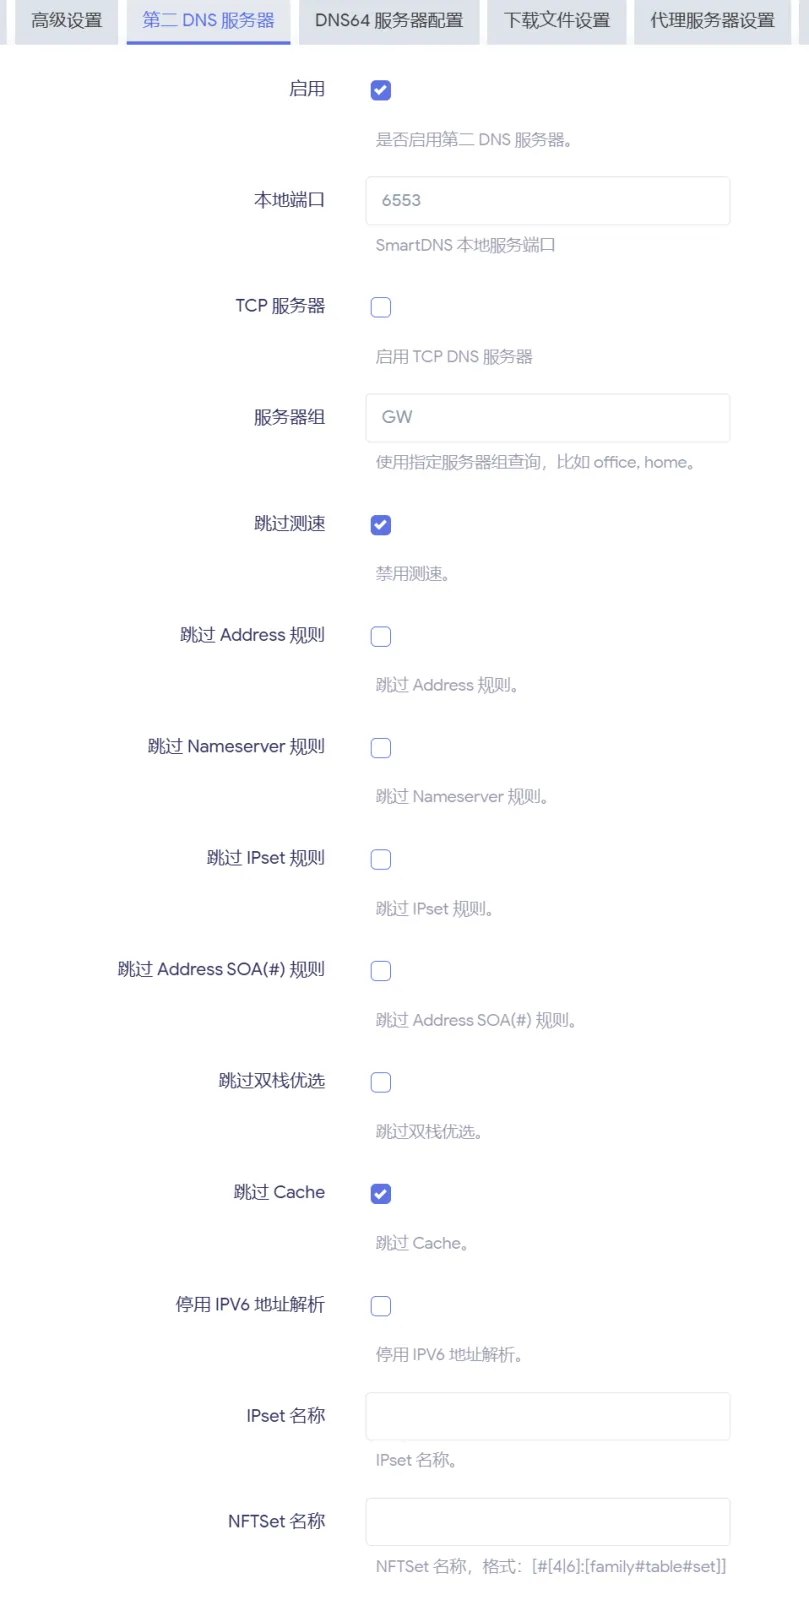 高级设置 第二 DNS 服务器 DNS64 服务器配置 下载文件设置 代理服务器设置
启用
是否启用第二 DNS 服务器。
本地端口 6553
SmartDNS 本地服务端口
TCP 服务器
启用 TCP DNS 服务器
服务器组 GW
使用指定服务器组查询，比如 office, home。
跳过测速
禁用测速。
跳过 Address 规则
跳过 Address 规则。
跳过 Nameserver 规则
跳过 Nameserver 规则。
跳过 IPset 规则
跳过 IPset 规则。
跳过 Address SOA(#) 规则
跳过 Address SOA(#) 规则。
跳过双栈优选
跳过双栈优选。
跳过 Cache
跳过 Cache。
停用 IPV6 地址解析
停用 IPV6 地址解析。
IPset 名称
IPset 名称。
NFTSet 名称
NFTSet 名称，格式：[#[4|6]:[family#table#set]]